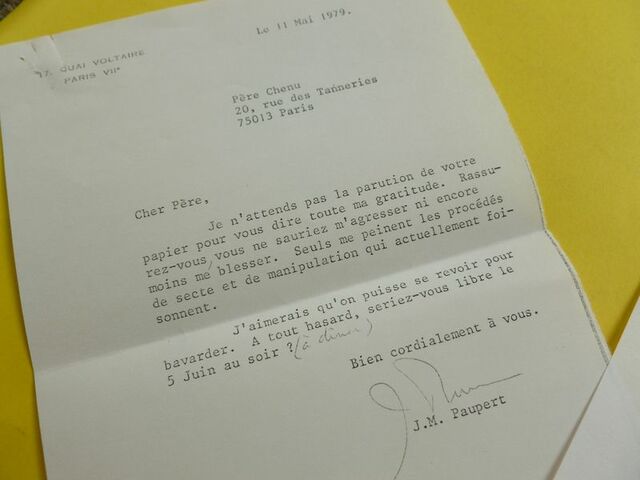 Le 11 Mai 1979.
17, QUAI VOLTAIRE
PARIS VIIe
Père Chenu
20, rue des Tanneries
75013 Paris
Cher Père,
Je n'attends pas la parution de votre
papier pour vous dire toute ma gratitude. Rassu-
rez-vous, vous ne sauriez m'agresser ni encore
moins me blesser. Seuls me peinent les procédés
de secte et de manipulation qui actuellement foi-
sonnent.
J'aimerais qu'on puisse se revoir pour
bavarder. A tout hasard, seriez-vous libre le
5 Juin au soir ? (à dîner)
Bien cordialement à vous.
J.M. Paupert